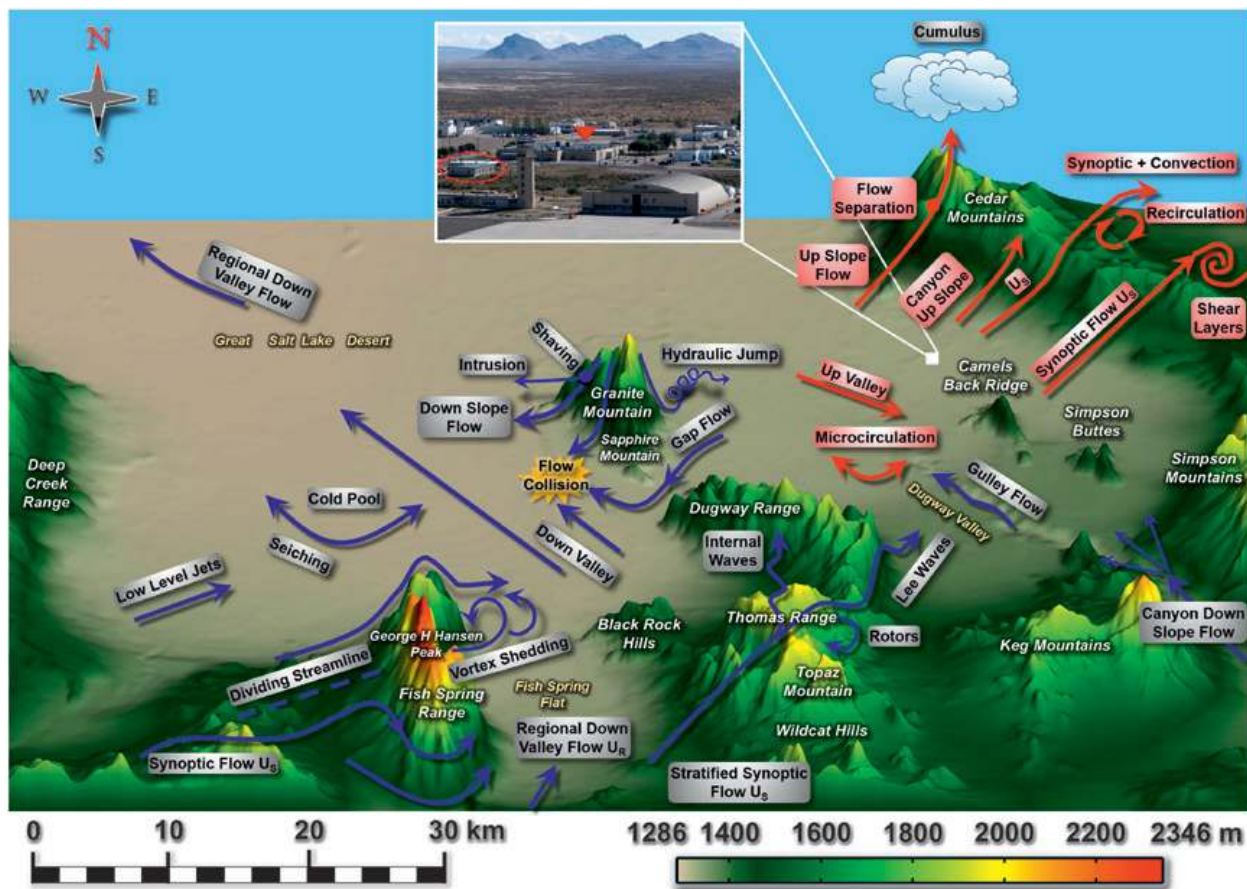 Cumulus
N
W E
S
Synoptic + Convection
Flow
Separation
Cedar
Mountains
Recirculation
Up Slope
Flow
Canyon
Up Slope
U_S
Synoptic Flow U_S
Shear
Layers
Regional Down
Valley Flow
Great Salt Lake Desert
Shaving
Intrusion
Hydraulic Jump
Granite
Mountain
Down Slope
Flow
Sapphire
Mountain
Gap Flow
Up Valley
Camels
Back Ridge
Microcirculation
Simpson
Buttes
Simpson
Mountains
Deep
Creek
Range
Flow
Collision
Cold Pool
Seiching
Dugway Range
Dugway Valley
Gulley Flow
Down Valley
Internal
Waves
Lee Waves
Low Level Jets
George H Hansen
Peak
Black Rock
Hills
Thomas Range
Rotors
Keg Mountains
Canyon Down
Slope Flow
Dividing Streamline
Vortex Shedding
Fish Spring
Range
Fish Spring
Flat
Topaz
Mountain
Wildcat Hills
Synoptic Flow U_S
Regional Down
Valley Flow U_R
Stratified Synoptic
Flow U_S
0 10 20 30 km
1286 1400 1600 1800 2000 2200 2346 m